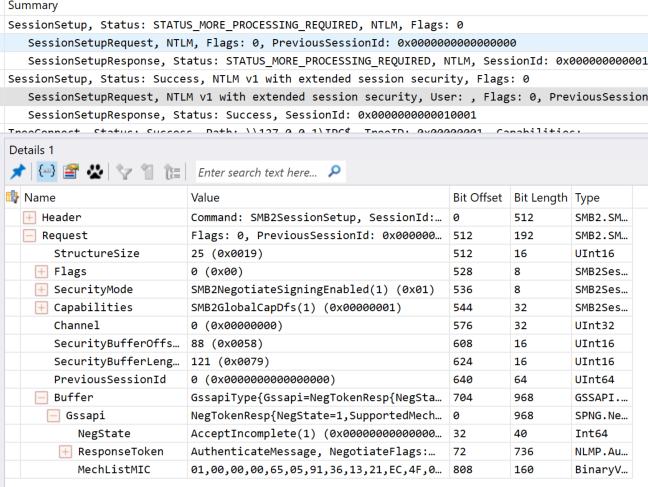 Summary
SessionSetup, Status: STATUS_MORE_PROCESSING_REQUIRED, NTLM, Flags: 0
SessionSetupRequest, NTLM, Flags: 0, PreviousSessionId: 0x0000000000000000
SessionSetupResponse, Status: STATUS_MORE_PROCESSING_REQUIRED, NTLM, SessionId: 0x000000000001
SessionSetup, Status: Success, NTLM v1 with extended session security, Flags: 0
SessionSetupRequest, NTLM v1 with extended session security, User: , Flags: 0, PreviousSession
SessionSetupResponse, Status: Success, SessionId: 0x0000000000010001
TreeConnect, Status: Success, Path: \\127.0.0.1\IPC$, TreeID: 0x00000001, Capabilities:
Details 1
Enter search text here...
Name Value Bit Offset Bit Length Type
Header Command: SMB2SessionSetup, SessionId:... 0 512 SMB2.SM...
Request Flags: 0, PreviousSessionId: 0x000000... 512 192 SMB2.SM...
StructureSize 25 (0x0019) 512 16 UInt16
Flags 0 (0x00) 528 8 SMB2Ses...
SecurityMode SMB2NegotiateSigningEnabled(1) (0x01) 536 8 SMB2Ses...
Capabilities SMB2GlobalCapDfs(1) (0x00000001) 544 32 SMB2Ses...
Channel 0 (0x00000000) 576 32 UInt32
SecurityBufferOffs... 88 (0x0058) 608 16 UInt16
SecurityBufferLeng... 121 (0x0079) 624 16 UInt16
PreviousSessionId 0 (0x0000000000000000) 640 64 UInt64
Buffer GssapiType{Gssapi=NegTokenResp{NegSta... 704 968 GSSAPI....
Gssapi NegTokenResp{NegState=1,SupportedMech... 0 968 SPNG.Ne...
NegState AcceptIncomplete(1) (0x00000000000000... 32 40 Int64
ResponseToken AuthenticateMessage, NegotiateFlags:... 72 736 NLMP.Au...
MechListMIC 01,00,00,00,65,05,91,36,13,21,EC,4F,0... 808 160 BinaryV...